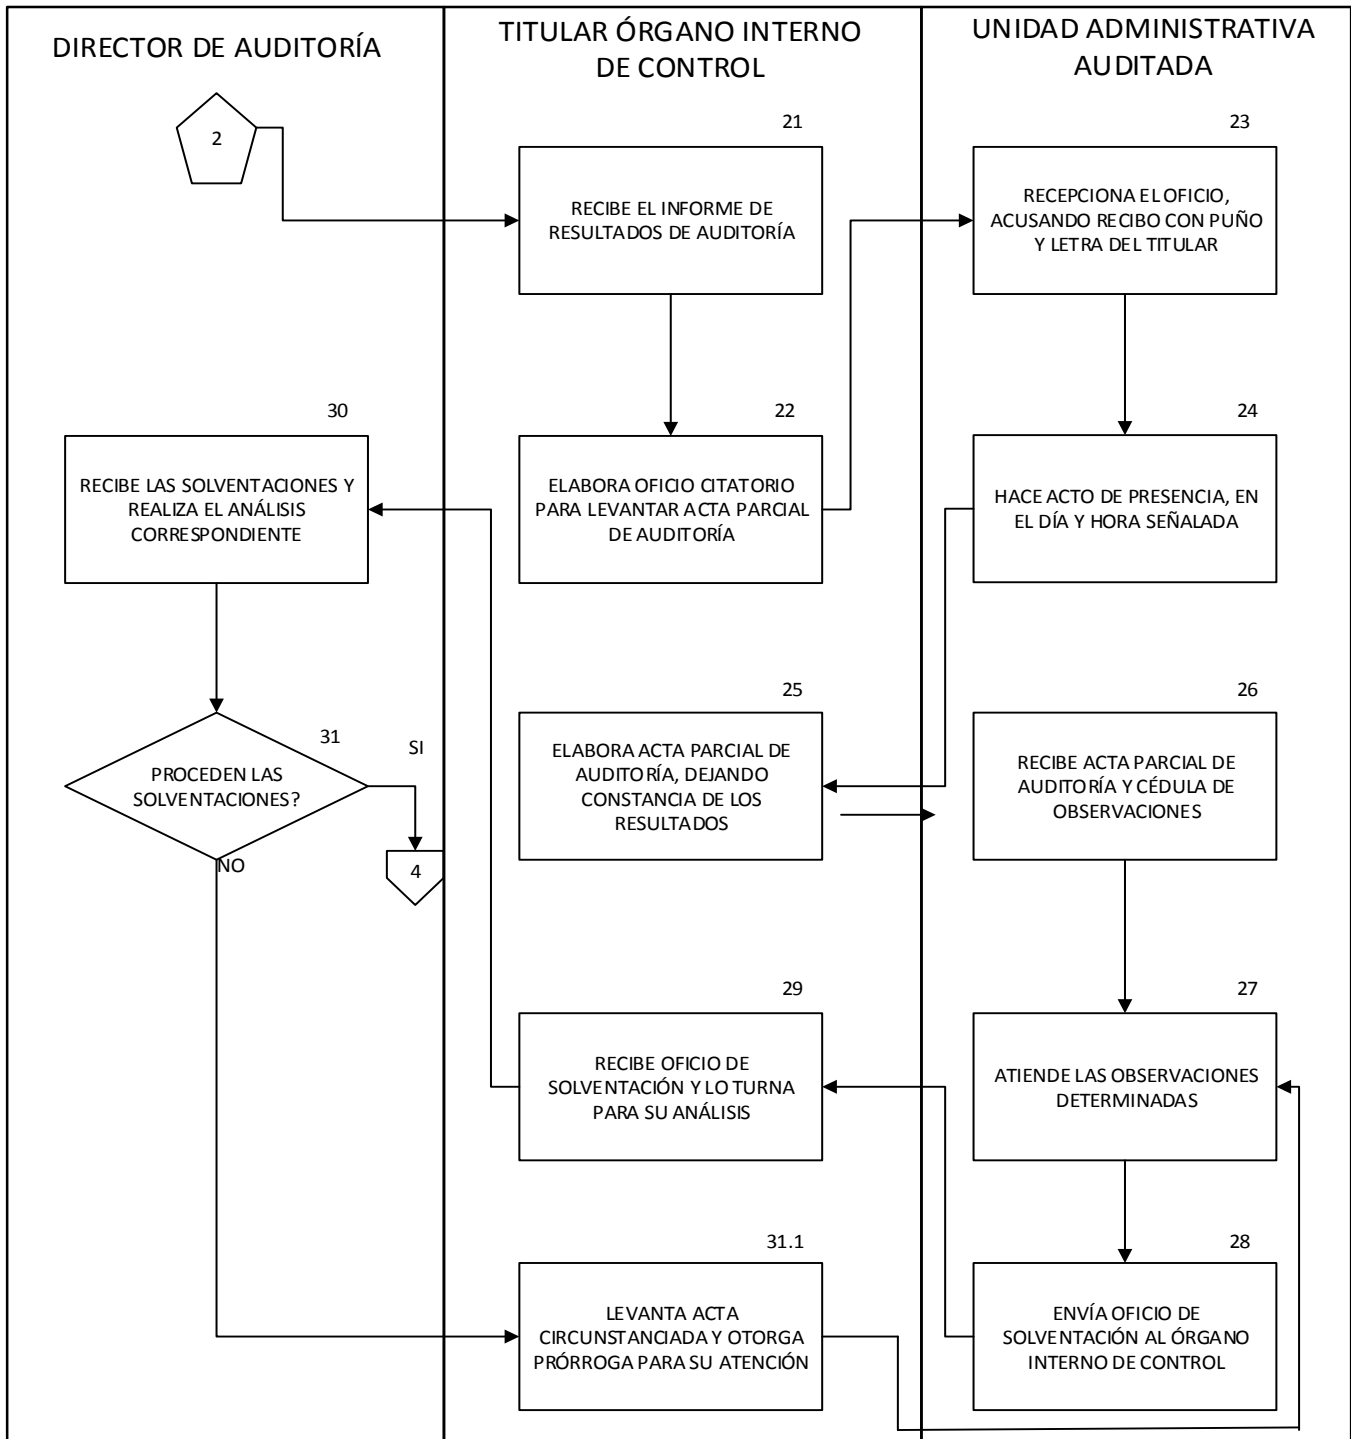 DIRECTOR DE AUDITORÍA
TITULAR ÓRGANO INTERNO
DE CONTROL
UNIDAD ADMINISTRATIVA
AUDITADA
2
21
RECIBE EL INFORME DE
RESULTADOS DE AUDITORÍA
23
RECEPCIONA EL OFICIO,
ACUSANDO RECIBO CON PUÑO
Y LETRA DEL TITULAR
30
RECIBE LAS SOLVENTACIONES Y
REALIZA EL ANÁLISIS
CORRESPONDIENTE
22
ELABORA OFICIO CITATORIO
PARA LEVANTAR ACTA PARCIAL
DE AUDITORÍA
24
HACE ACTO DE PRESENCIA, EN
EL DÍA Y HORA SEÑALADA
31
SI
PROCEDEN LAS
SOLVENTACIONES?
NO
4
25
ELABORA ACTA PARCIAL DE
AUDITORÍA, DEJANDO
CONSTANCIA DE LOS
RESULTADOS
26
RECIBE ACTA PARCIAL DE
AUDITORÍA Y CÉDULA DE
OBSERVACIONES
29
RECIBE OFICIO DE
SOLVENTACIÓN Y LO TURNA
PARA SU ANÁLISIS
27
ATIENDE LAS OBSERVACIONES
DETERMINADAS
31.1
LEVANTA ACTA
CIRCUNSTANCIADA Y OTORGA
PRÓRROGA PARA SU ATENCIÓN
28
ENVÍA OFICIO DE
SOLVENTACIÓN AL ÓRGANO
INTERNO DE CONTROL